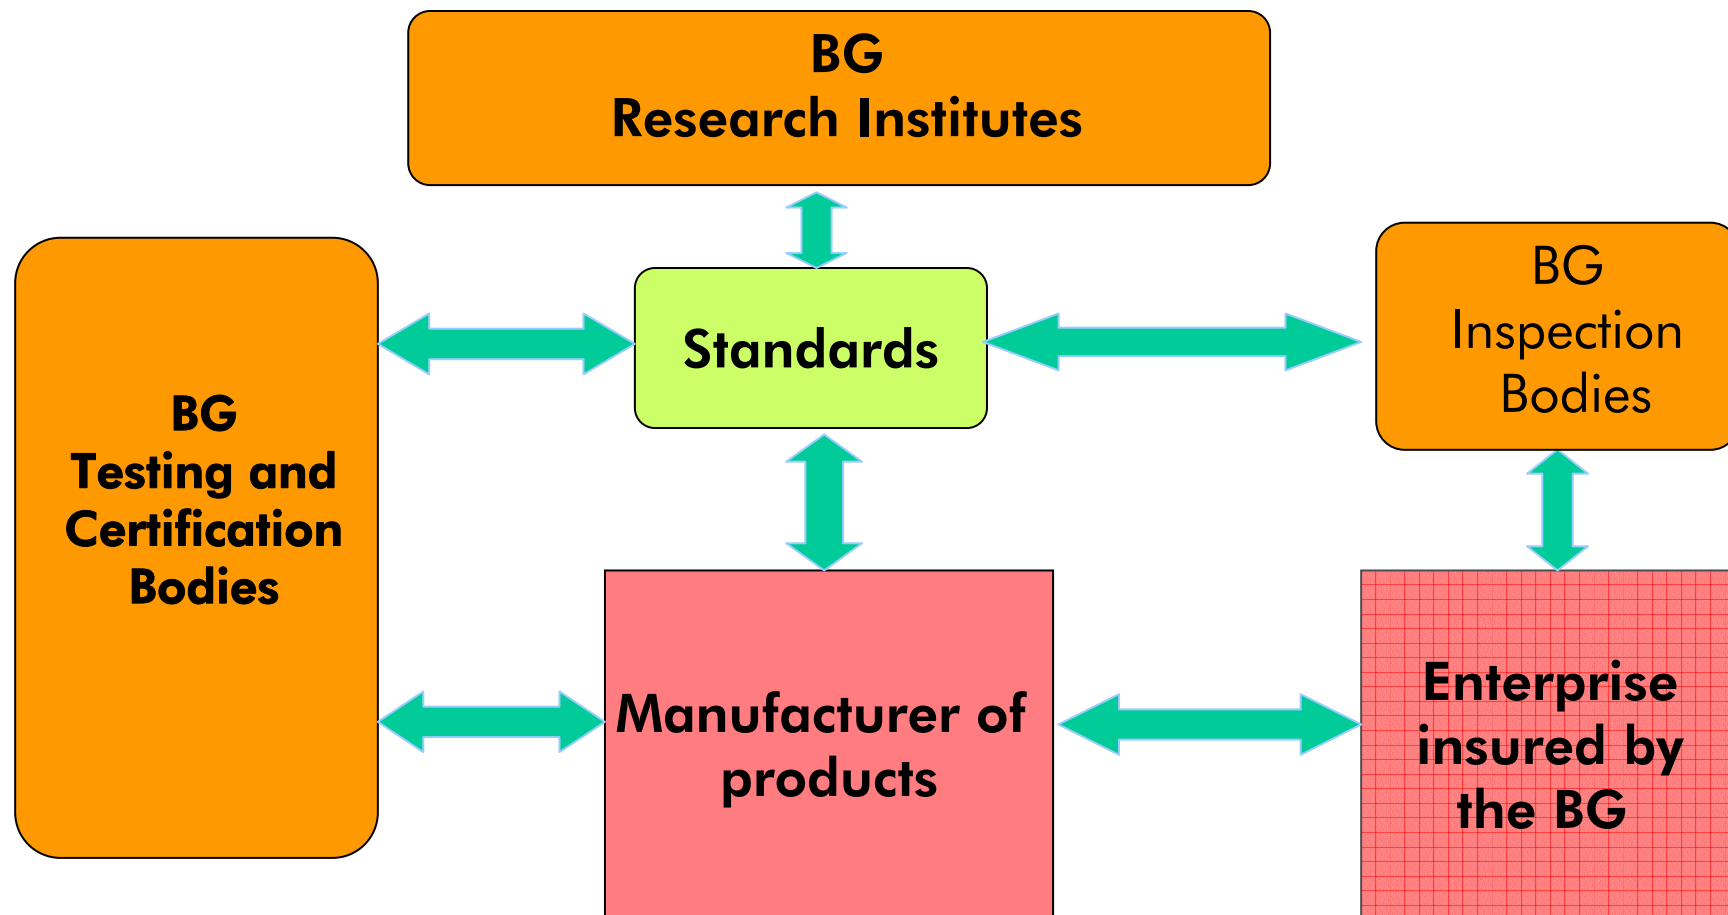 BG
Research Institutes
BG
Inspection
Bodies
Standards
BG
Testing and
Certification
Bodies
Manufacturer of
products
Enterprise
insured by
the BG